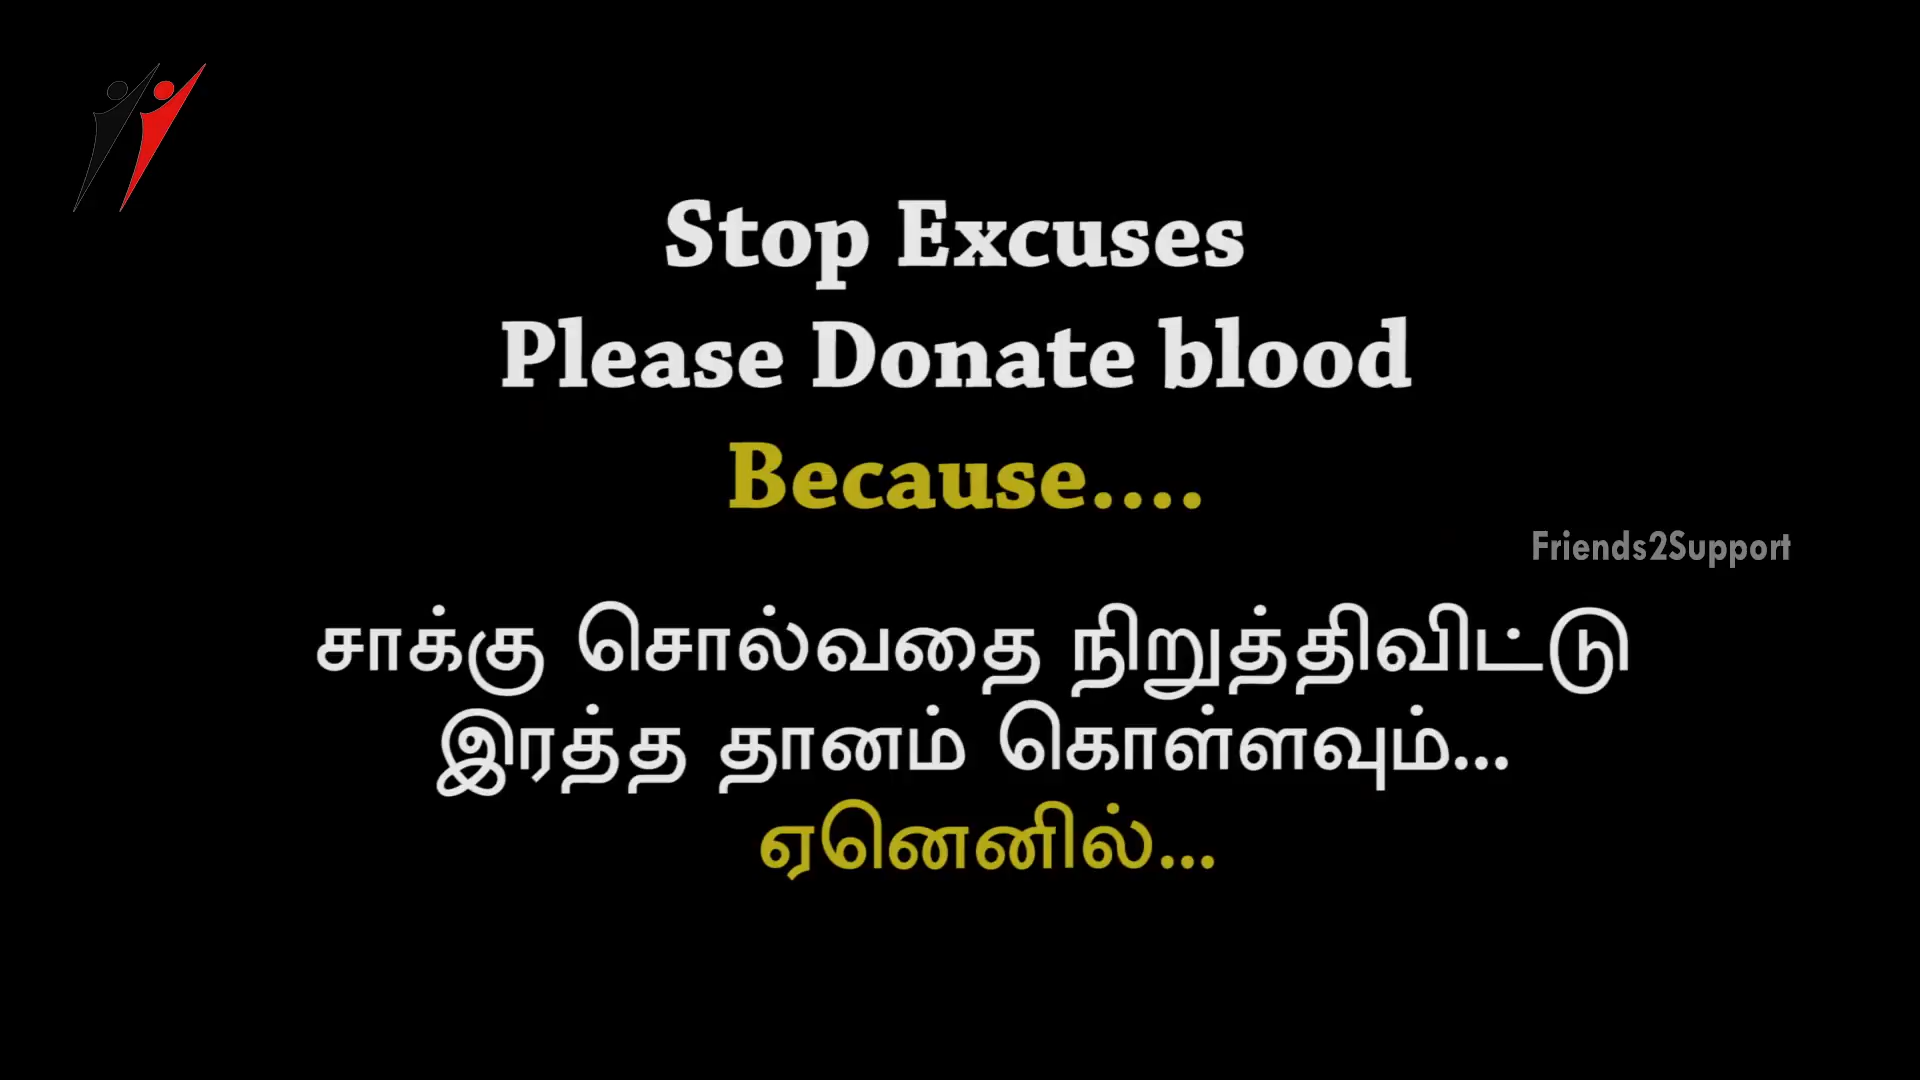 Stop Excuses
Please Donate blood
Because....
Friends2Support
சாக்கு சொல்வதை நிறுத்திவிட்டு
இரத்த தானம் கொள்ளவும்...
ஏனெனில்...